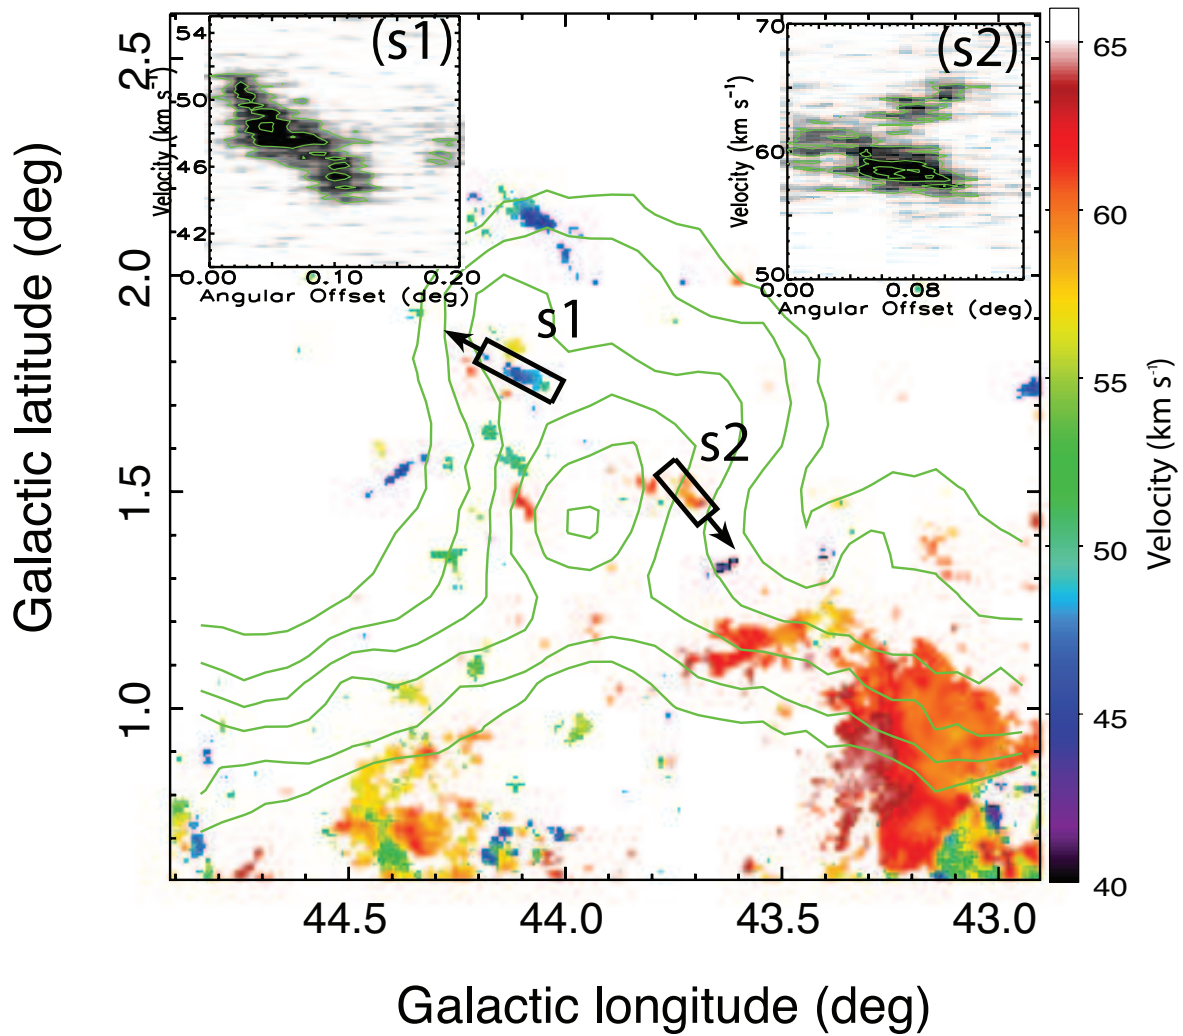 (s1)
54
50
46
42
Velocity (km s⁻¹)
0.00 0.10 0.20
Angular Offset (deg)
(s2)
70
60
50
Velocity (km s⁻¹)
0.00 0.08
Angular Offset (deg)
s1
s2
2.5
2.0
1.5
1.0
Galactic latitude (deg)
44.5 44.0 43.5 43.0
Galactic longitude (deg)
65
60
55
50
45
40
Velocity (km s⁻¹)